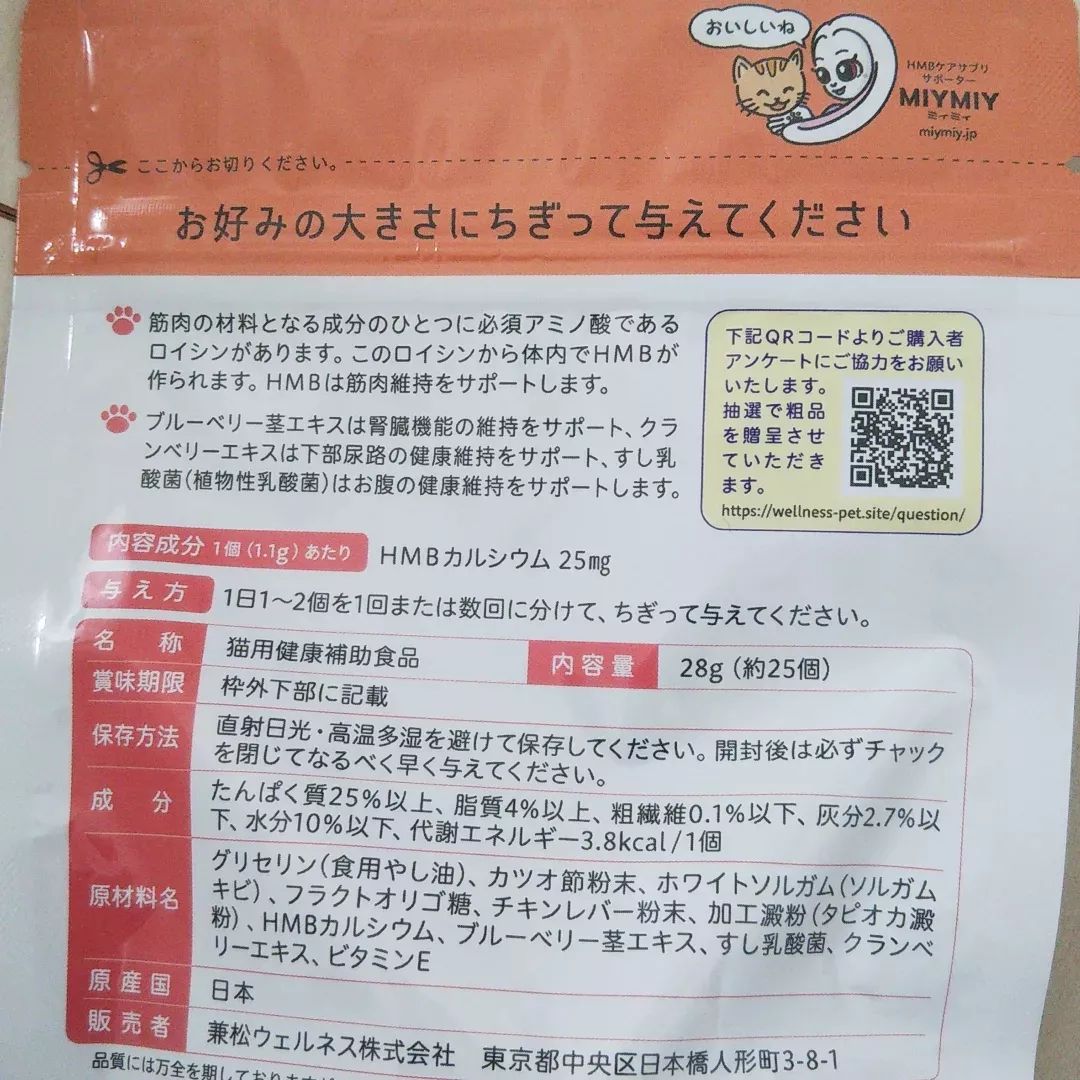 おいしいね
HMBケアサプリ
サポーター
MIYMIY
ミィミィ
miymiy.jp
ここからお切りください。
お好みの大きさにちぎって与えてください
筋肉の材料となる成分のひとつに必須アミノ酸である
ロイシンがあります。このロイシンから体内でHMBが
作られます。HMBは筋肉維持をサポートします。
ブルーベリー茎エキスは腎臓機能の維持をサポート、クラ
ンベリーエキスは下部尿路の健康維持をサポート、すし乳
酸菌(植物性乳酸菌)はお腹の健康維持をサポートします。
下記QRコードよりご購入者
アンケートにご協力をお願い
いたします。
抽選で粗品
を贈呈させ
ていただき
ます。
https://wellness-pet.site/question/
内容成分 1個(1.1g)あたり HMBカルシウム 25mg
与え方 1日1〜2個を1回または数回に分けて、ちぎって与えてください。
名 称 猫用健康補助食品 内容量 28g(約25個)
賞味期限 枠外下部に記載
保存方法 直射日光・高温多湿を避けて保存してください。開封後は必ずチャック
を閉じてなるべく早く与えてください。
成 分 たんぱく質25%以上、脂質4%以上、粗繊維0.1%以下、灰分2.7%以
下、水分10%以下、代謝エネルギー3.8kcal/1個
原材料名 グリセリン(食用やし油)、カツオ節粉末、ホワイトソルガム(ソルガム
キビ)、フラクトオリゴ糖、チキンレバー粉末、加工澱粉(タピオカ澱
粉)、HMBカルシウム、ブルーベリー茎エキス、すし乳酸菌、クランベ
リーエキス、ビタミンE
原産国 日本
販売者 兼松ウェルネス株式会社 東京都中央区日本橋人形町3-8-1
品質には万全を期しております